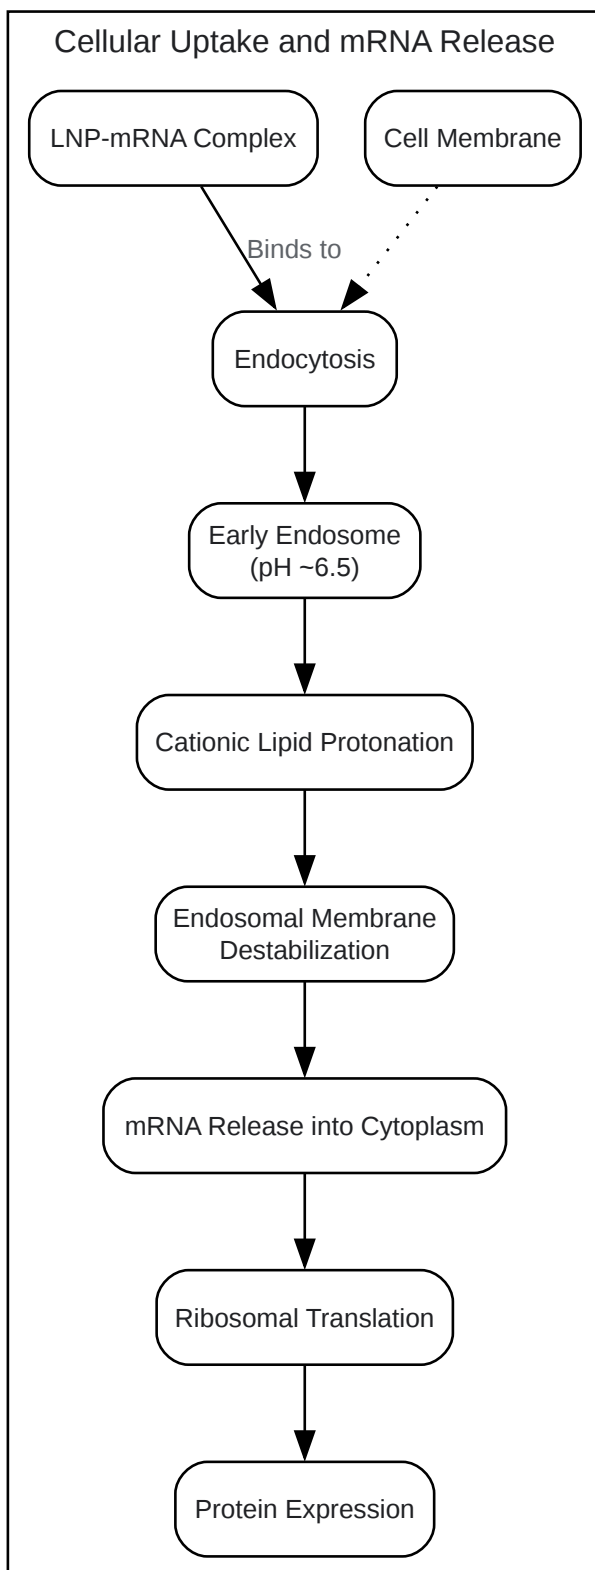 Cellular Uptake and mRNA Release
LNP-mRNA Complex
Cell Membrane
Binds to
Endocytosis
Early Endosome
(pH ~6.5)
Cationic Lipid Protonation
Endosomal Membrane
Destabilization
mRNA Release into Cytoplasm
Ribosomal Translation
Protein Expression